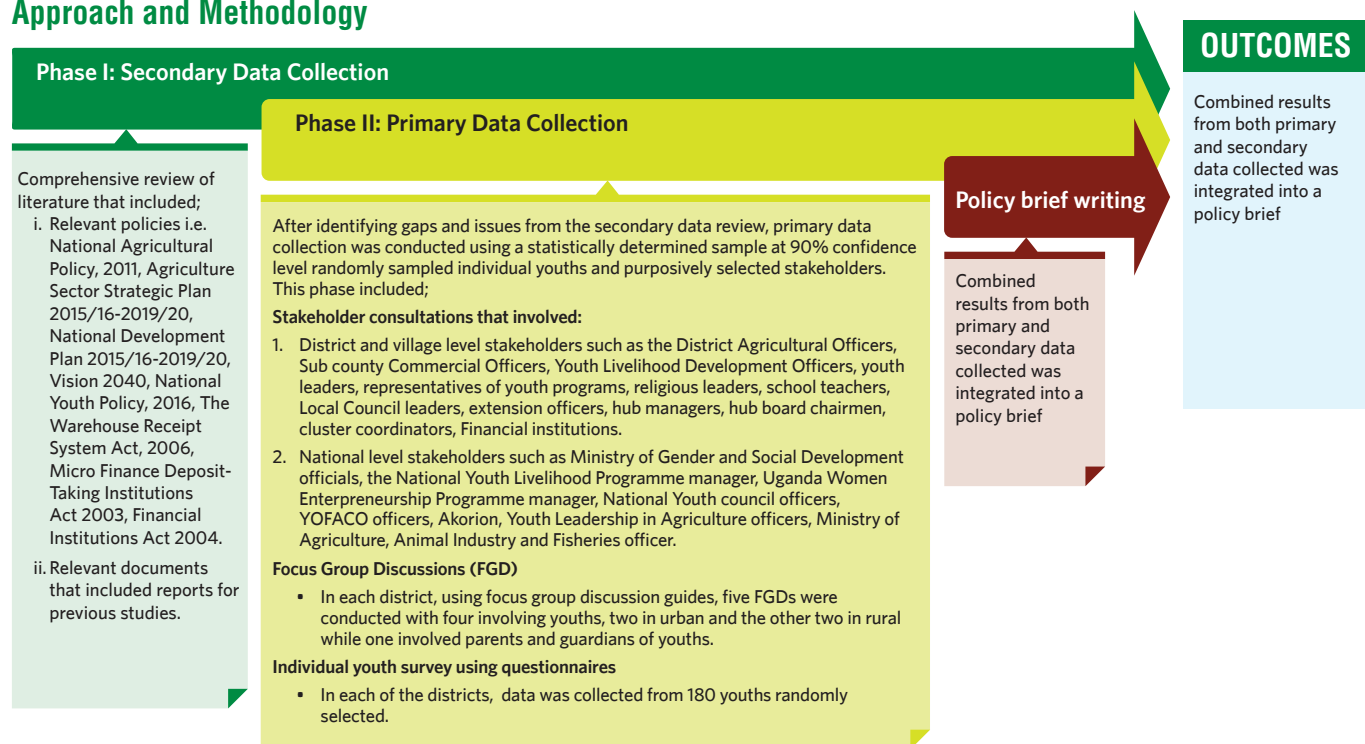 Approach and Methodology
Phase I: Secondary Data Collection
Comprehensive review of
literature that included;
i. Relevant policies i.e.
National Agricultural
Policy, 2011, Agriculture
Sector Strategic Plan
2015/16-2019/20,
National Development
Plan 2015/16-2019/20,
Vision 2040, National
Youth Policy, 2016, The
Warehouse Receipt
System Act, 2006,
Micro Finance Deposit-
Taking Institutions
Act 2003, Financial
Institutions Act 2004.
ii. Relevant documents
that included reports for
previous studies.
Phase II: Primary Data Collection
After identifying gaps and issues from the secondary data review, primary data
collection was conducted using a statistically determined sample at 90% confidence
level randomly sampled individual youths and purposively selected stakeholders.
This phase included;
Stakeholder consultations that involved:
1. District and village level stakeholders such as the District Agricultural Officers,
Sub county Commercial Officers, Youth Livelihood Development Officers, youth
leaders, representatives of youth programs, religious leaders, school teachers,
Local Council leaders, extension officers, hub managers, hub board chairmen,
cluster coordinators, Financial institutions.
2. National level stakeholders such as Ministry of Gender and Social Development
officials, the National Youth Livelihood Programme manager, Uganda Women
Enterpreneurship Programme manager, National Youth council officers,
YOFACO officers, Akorion, Youth Leadership in Agriculture officers, Ministry of
Agriculture, Animal Industry and Fisheries officer.
Focus Group Discussions (FGD)
• In each district, using focus group discussion guides, five FGDs were
conducted with four involving youths, two in urban and the other two in rural
while one involved parents and guardians of youths.
Individual youth survey using questionnaires
• In each of the districts, data was collected from 180 youths randomly
selected.
Policy brief writing
Combined
results from both
primary and
secondary data
collected was
integrated into a
policy brief
OUTCOMES
Combined results
from both primary
and secondary
data collected was
integrated into a
policy brief